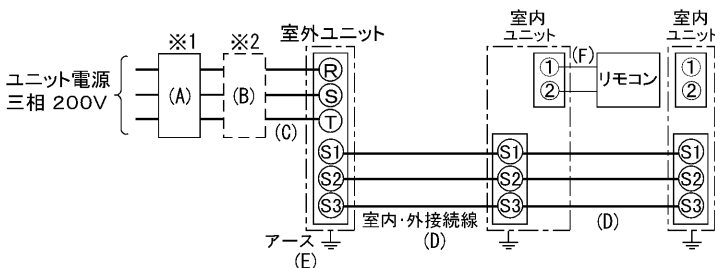 ※1
※2
室外ユニット
室内
ユニット
室内
ユニット
ユニット電源
三相 200V
(A)
(B)
(C)
R
S
T
①
②
(F)
リモコン
①
②
S1
S2
S3
S1
S2
S3
S1
S2
S3
アース
(E)
室内・外接続線
(D)
(D)